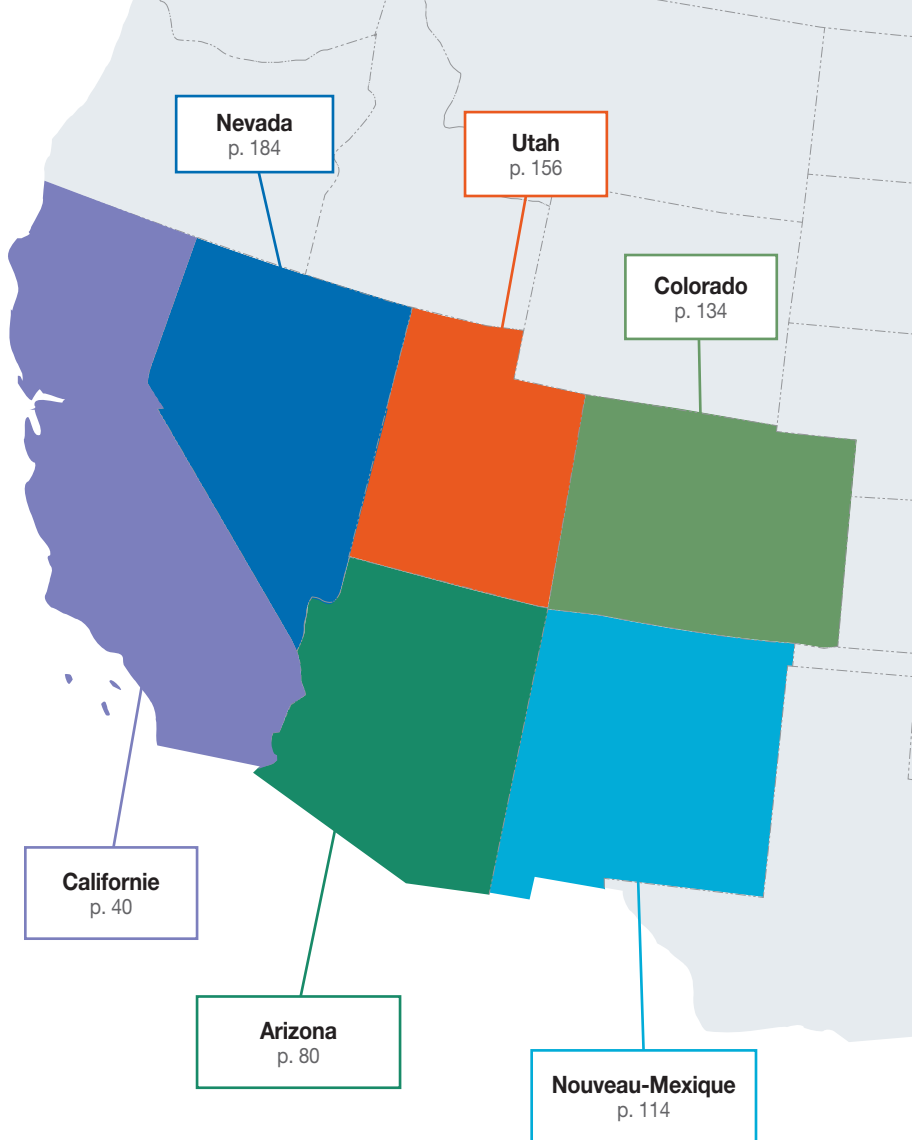 Nevada
p. 184
Utah
p. 156
Colorado
p. 134
Californie
p. 40
Arizona
p. 80
Nouveau-Mexique
p. 114